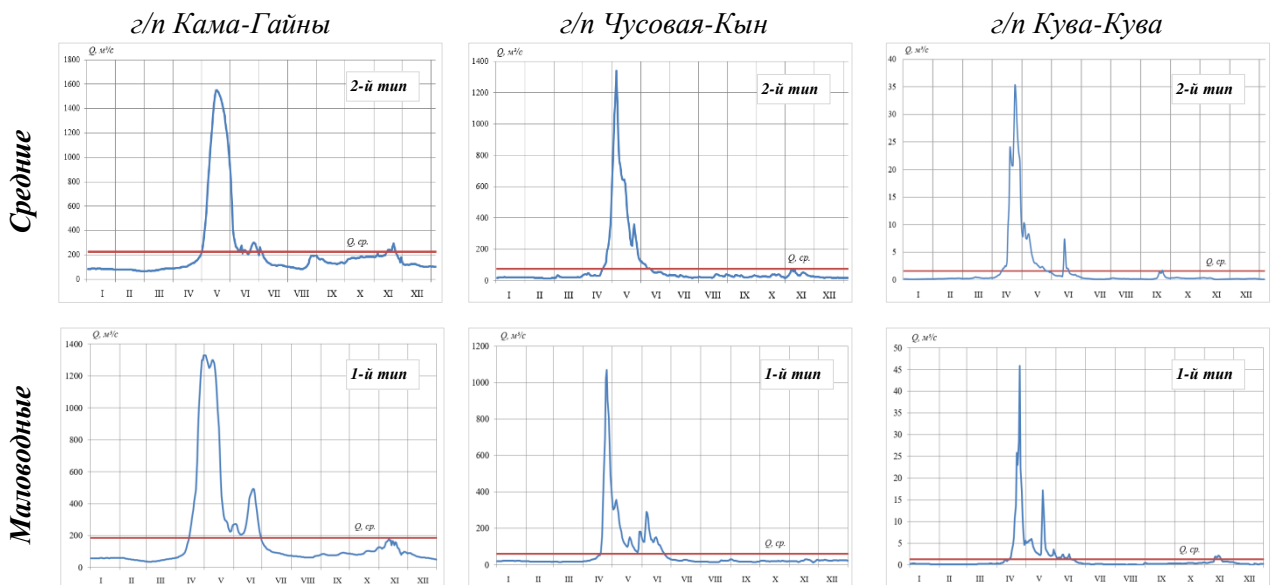 г/п Кама-Гайны
г/п Чусовая-Кын
г/п Кува-Кува
Средние
Q, м³/с
1800
1600
1400
1200
1000
800
600
400
200
0
2-й тип
Q, ср.
I II III IV V VI VII VIII IX X XI XII
Q, м²/с
1400
1200
1000
800
600
400
200
0
2-й тип
Q, ср.
I II III IV V VI VII VIII IX X XI XII
Q, м³/с
40
35
30
25
20
15
10
5
0
2-й тип
Q, ср.
I II III IV V VI VII VIII IX X XI XII
Маловодные
Q, м³/с
1400
1200
1000
800
600
400
200
0
1-й тип
Q, ср.
I II III IV V VI VII VIII IX X XI XII
Q, м³/с
1200
1000
800
600
400
200
0
1-й тип
Q, ср.
I II III IV V VI VII VIII IX X XI XII
Q, м³/с
50
45
40
35
30
25
20
15
10
5
0
1-й тип
Q, ср.
I II III IV V VI VII VIII IX X XI XII